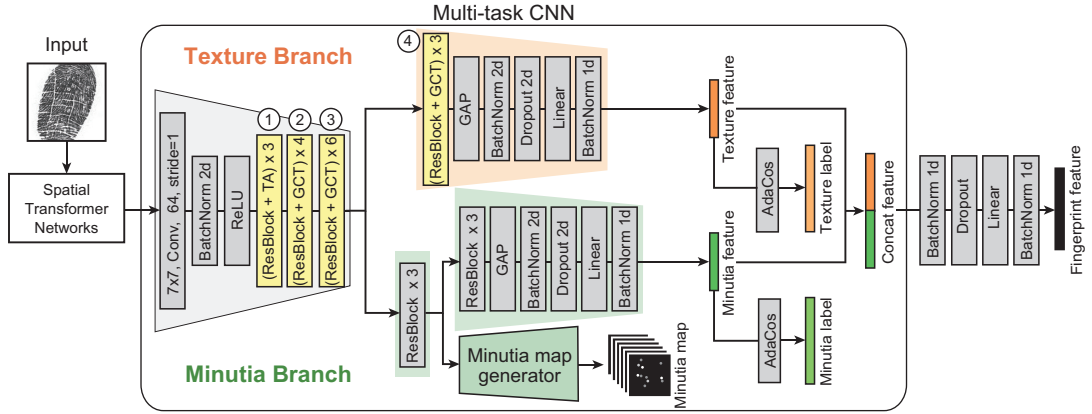 Multi-task CNN
Input
Texture Branch
Spatial
Transformer
Networks
7x7, Conv, 64, stride=1
BatchNorm 2d
ReLU
1
(ResBlock + TA) x 3
2
(ResBlock + GCT) x 4
3
(ResBlock + GCT) x 6
4
(ResBlock + GCT) x 3
GAP
BatchNorm 2d
Dropout 2d
Linear
BatchNorm 1d
Texture feature
AdaCos
Texture label
Minutia Branch
ResBlock x 3
ResBlock x 3
GAP
BatchNorm 2d
Dropout 2d
Linear
BatchNorm 1d
Minutia feature
AdaCos
Minutia label
Minutia map
generator
Minutia map
Concat feature
BatchNorm 1d
Dropout
Linear
BatchNorm 1d
Fingerprint feature